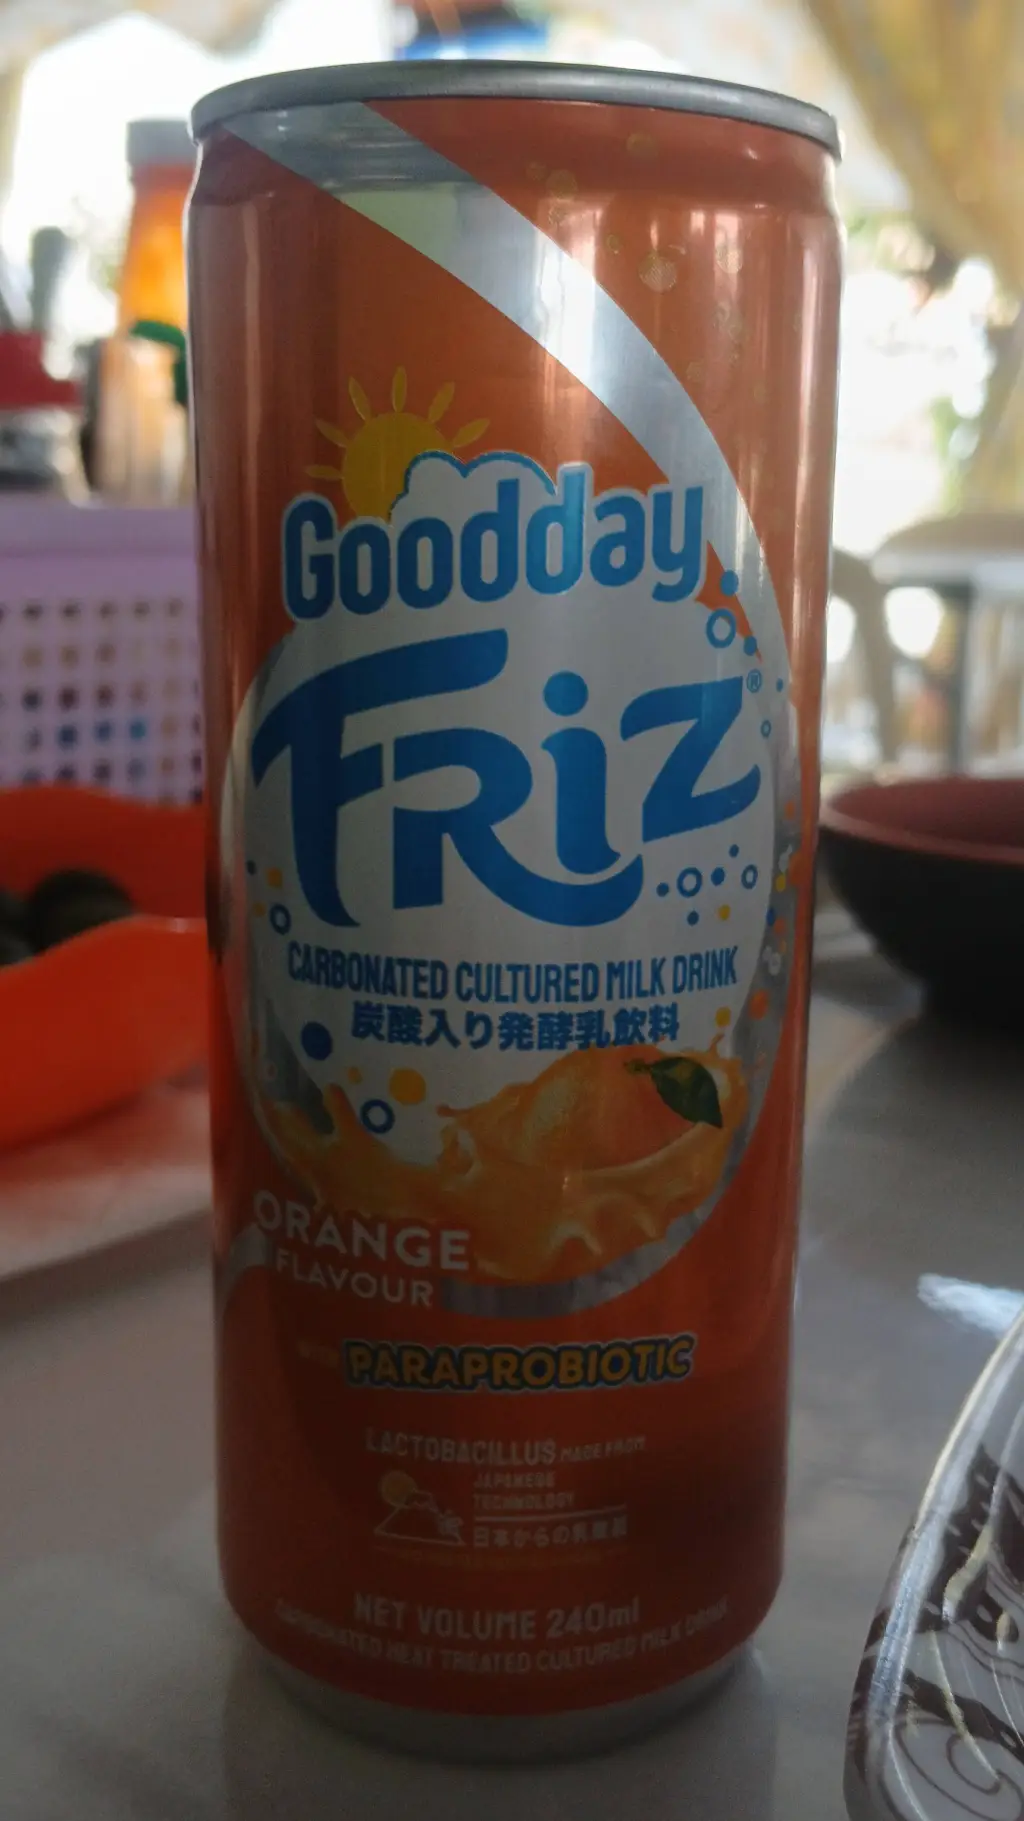 Goodday
FRiZ®
CARBONATED CULTURED MILK DRINK
炭酸入り発酵乳飲料
ORANGE
FLAVOUR
WITH PARAPROBIOTIC
LACTOBACILLUS MADE FROM
JAPANESE
TECHNOLOGY
日本からの乳酸菌
NET VOLUME 240ml
CARBONATED HEAT TREATED CULTURED MILK DRINK